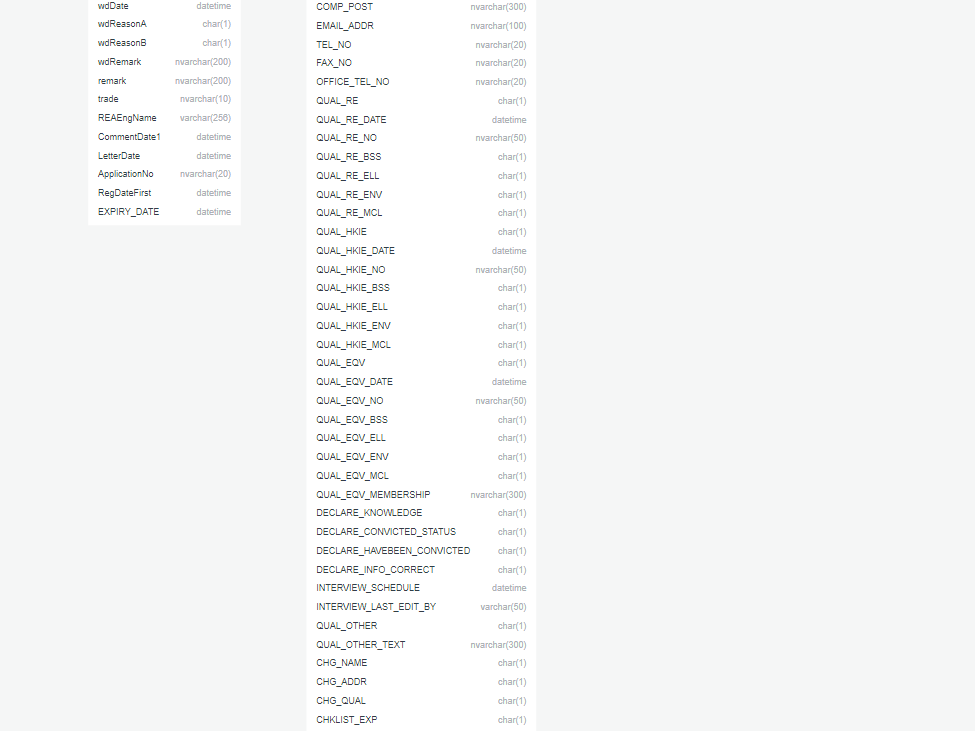 wdDate datetime
wdReasonA char(1)
wdReasonB char(1)
wdRemark nvarchar(200)
remark nvarchar(200)
trade nvarchar(10)
REAEngName varchar(256)
CommentDate1 datetime
LetterDate datetime
ApplicationNo nvarchar(20)
RegDateFirst datetime
EXPIRY_DATE datetime
COMP_POST nvarchar(300)
EMAIL_ADDR nvarchar(100)
TEL_NO nvarchar(20)
FAX_NO nvarchar(20)
OFFICE_TEL_NO nvarchar(20)
QUAL_RE char(1)
QUAL_RE_DATE datetime
QUAL_RE_NO nvarchar(50)
QUAL_RE_BSS char(1)
QUAL_RE_ELL char(1)
QUAL_RE_ENV char(1)
QUAL_RE_MCL char(1)
QUAL_HKIE char(1)
QUAL_HKIE_DATE datetime
QUAL_HKIE_NO nvarchar(50)
QUAL_HKIE_BSS char(1)
QUAL_HKIE_ELL char(1)
QUAL_HKIE_ENV char(1)
QUAL_HKIE_MCL char(1)
QUAL_EQV char(1)
QUAL_EQV_DATE datetime
QUAL_EQV_NO nvarchar(50)
QUAL_EQV_BSS char(1)
QUAL_EQV_ELL char(1)
QUAL_EQV_ENV char(1)
QUAL_EQV_MCL char(1)
QUAL_EQV_MEMBERSHIP nvarchar(300)
DECLARE_KNOWLEDGE char(1)
DECLARE_CONVICTED_STATUS char(1)
DECLARE_HAVEBEEN_CONVICTED char(1)
DECLARE_INFO_CORRECT char(1)
INTERVIEW_SCHEDULE datetime
INTERVIEW_LAST_EDIT_BY varchar(50)
QUAL_OTHER char(1)
QUAL_OTHER_TEXT nvarchar(300)
CHG_NAME char(1)
CHG_ADDR char(1)
CHG_QUAL char(1)
CHKLIST_EXP char(1)